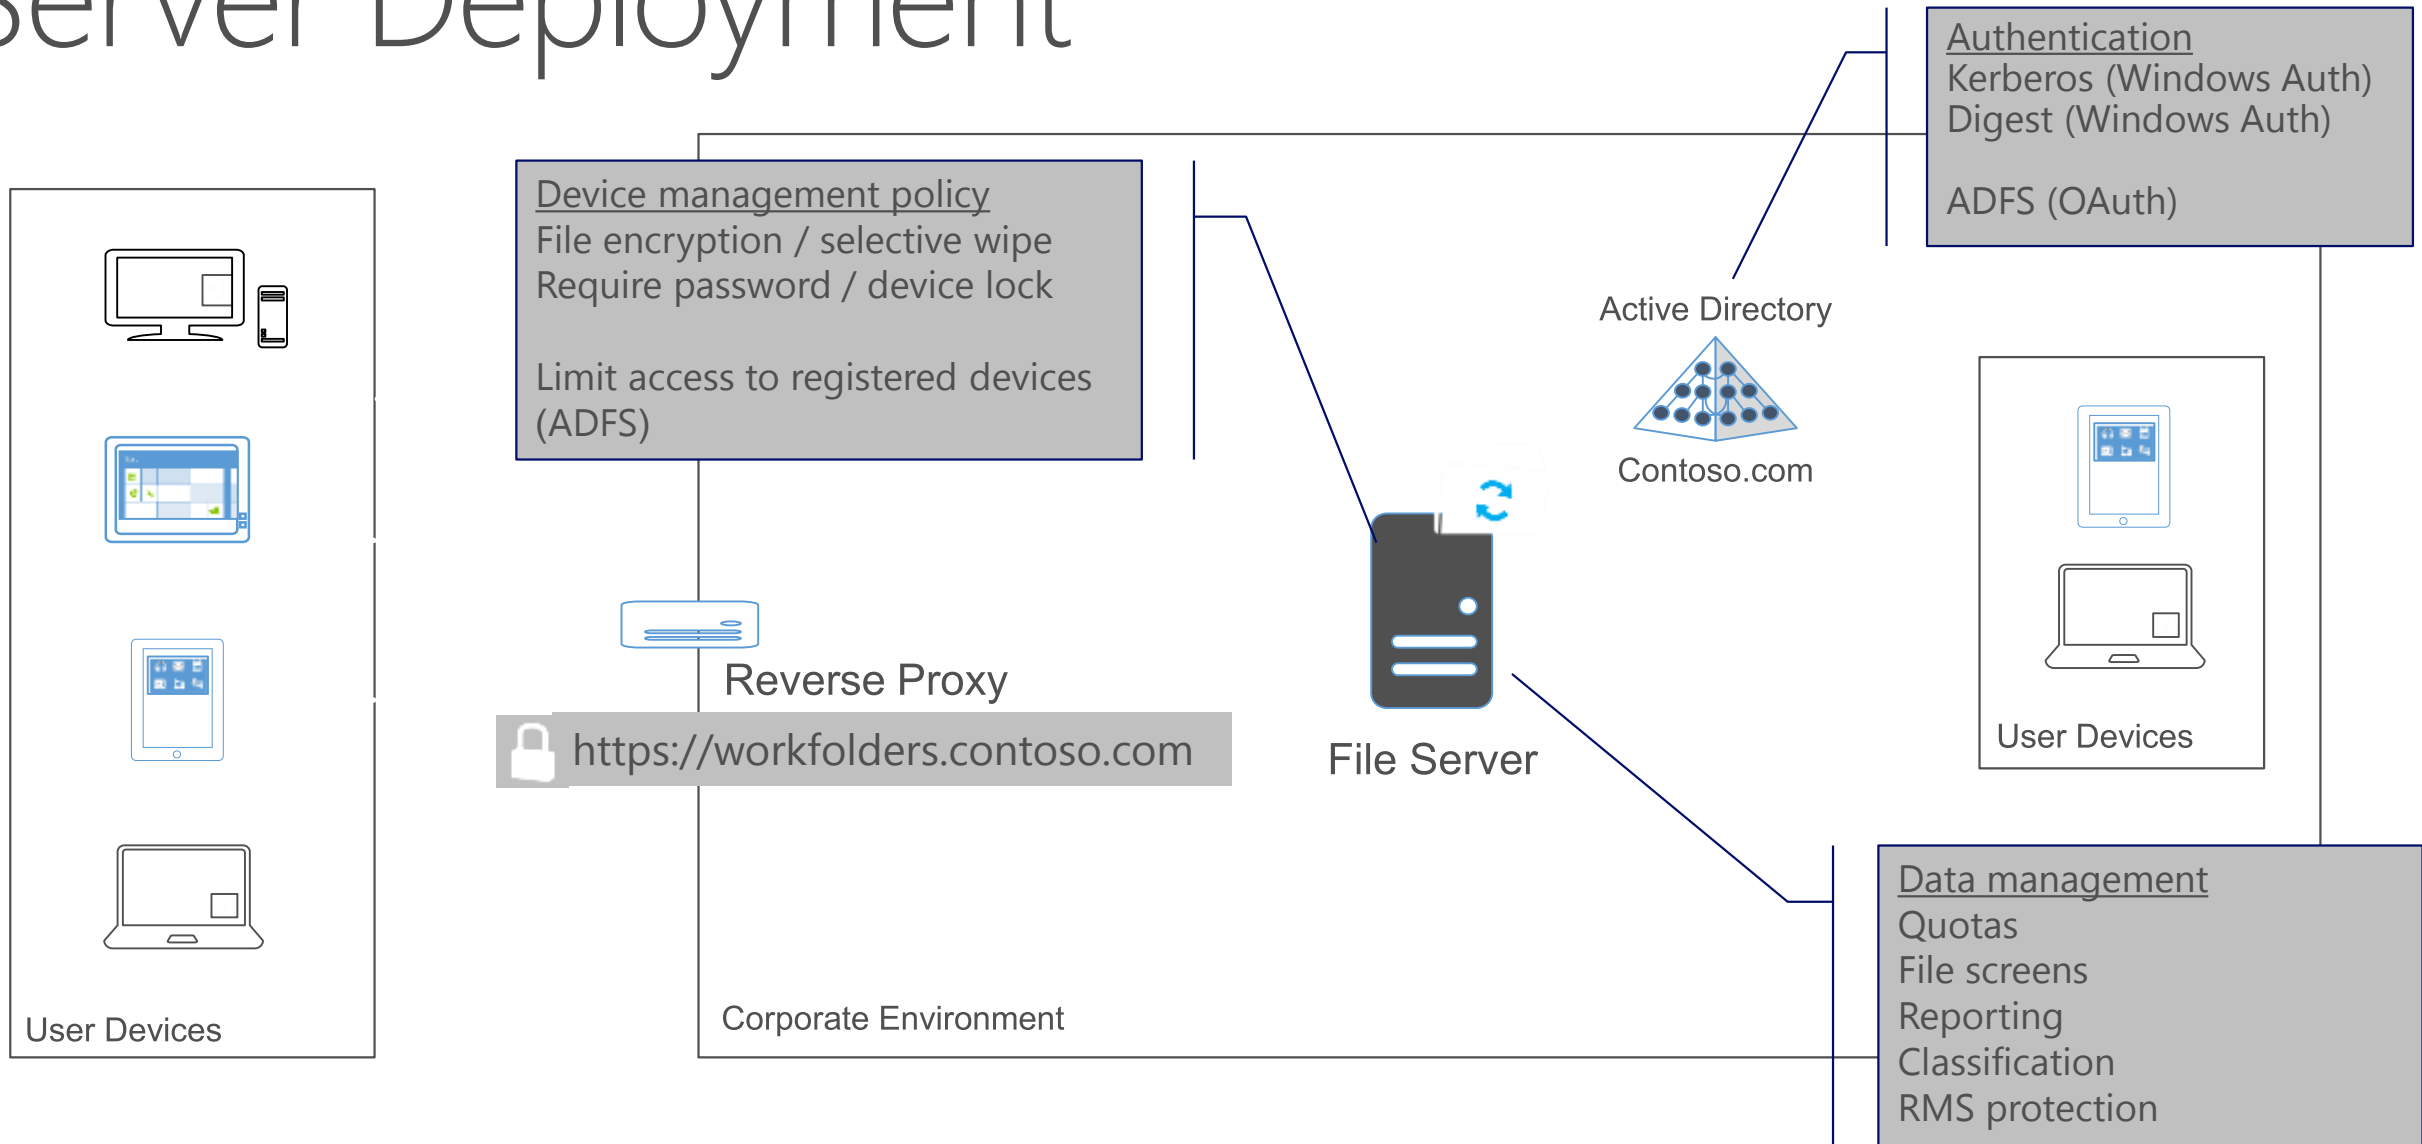 Server Deployment
Authentication
Kerberos (Windows Auth)
Digest (Windows Auth)
ADFS (OAuth)
Device management policy
File encryption / selective wipe
Require password / device lock
Limit access to registered devices
(ADFS)
Active Directory
Contoso.com
Reverse Proxy
https://workfolders.contoso.com
File Server
User Devices
User Devices
Corporate Environment
Data management
Quotas
File screens
Reporting
Classification
RMS protection